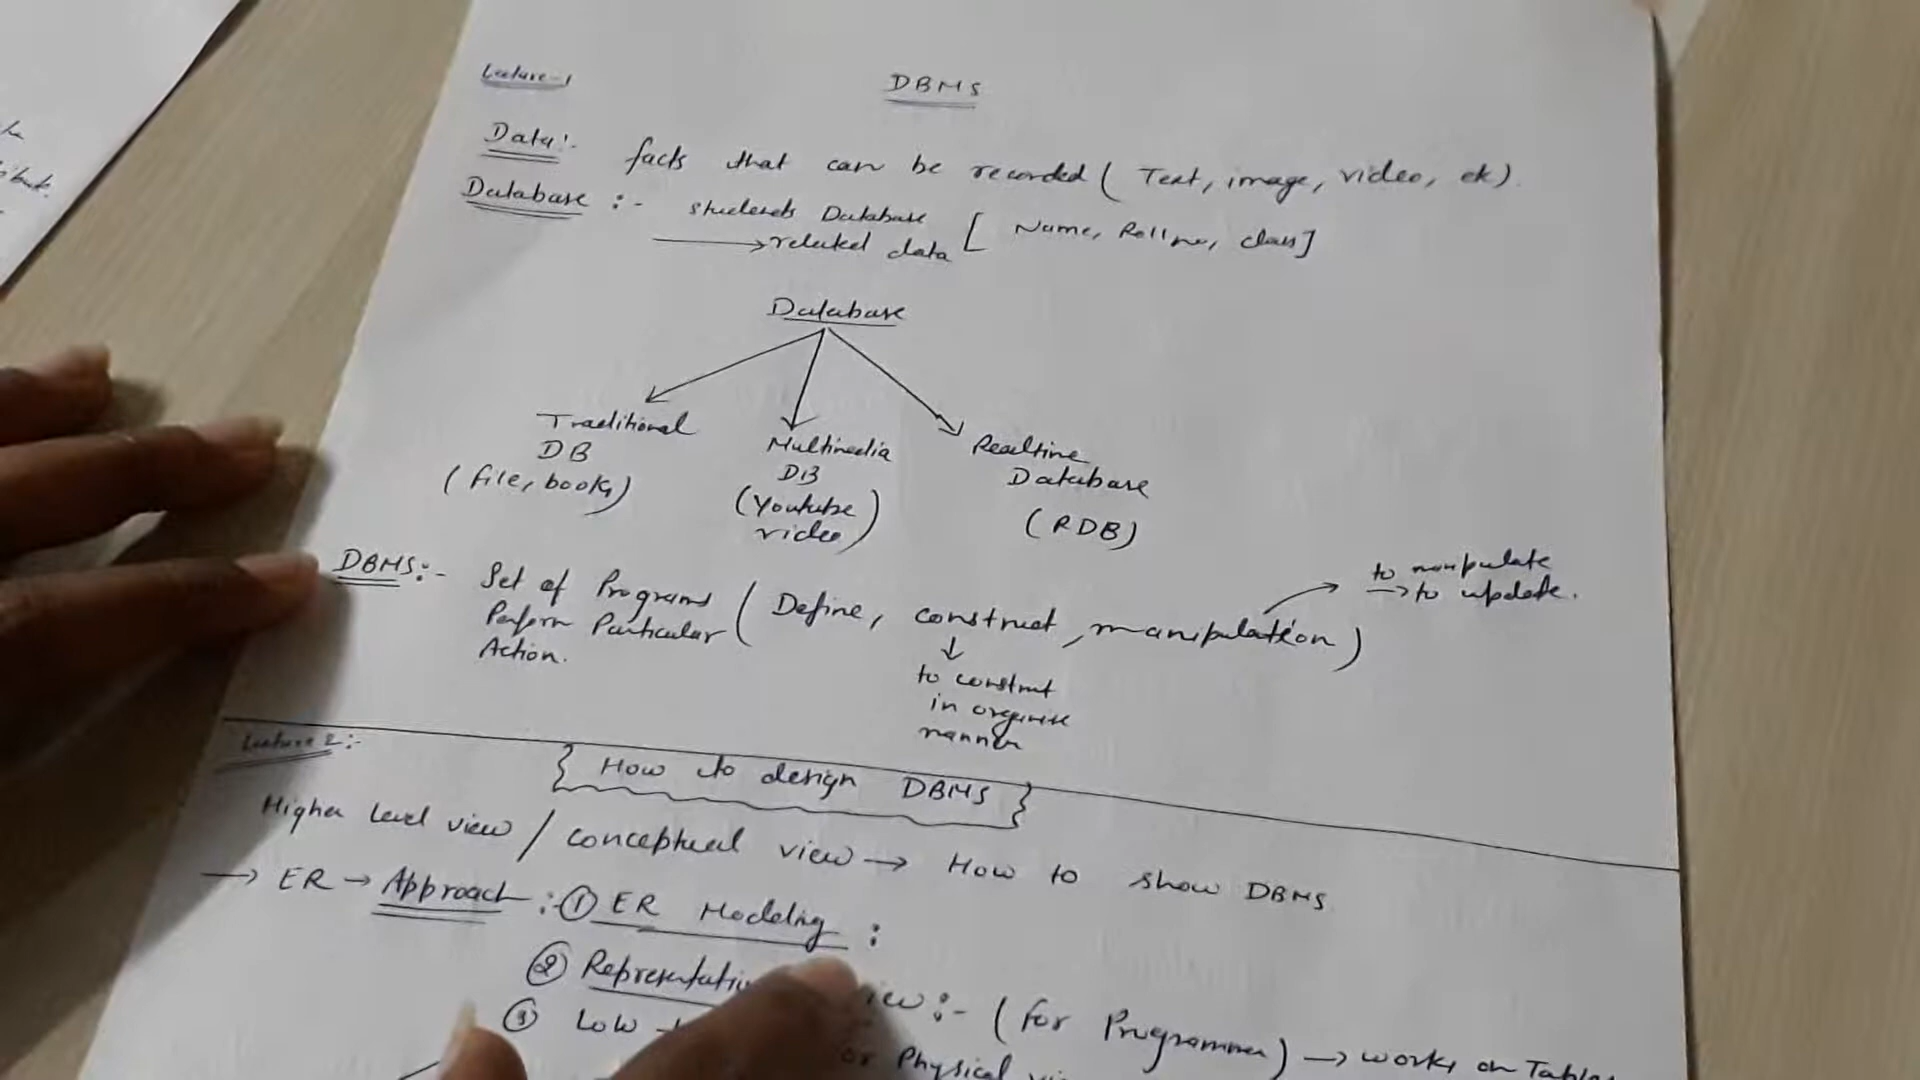 Lecture-1
DBMS
Data:- facts that can be recorded ( Text, image, video, etc).
Database :- students Database [ Name, Roll no, class]
→ related data
Database
Traditional
DB
(file, books)
Multimedia
DB
(Youtube
video)
Realtime
Database
(RDB)
DBMS:- Set of Programs ( Define, construct, manipulation)
Perform Particular
Action.
to manipulate
→ to update.
to construct
in organise
manner
Lecture 2:-
{ How to design DBMS }
Higher Level view / conceptual view → How to show DBMS
→ ER → Approach :- ① ER Modeling :
② :- (for Programmer) → works on
③ Low
or Physical